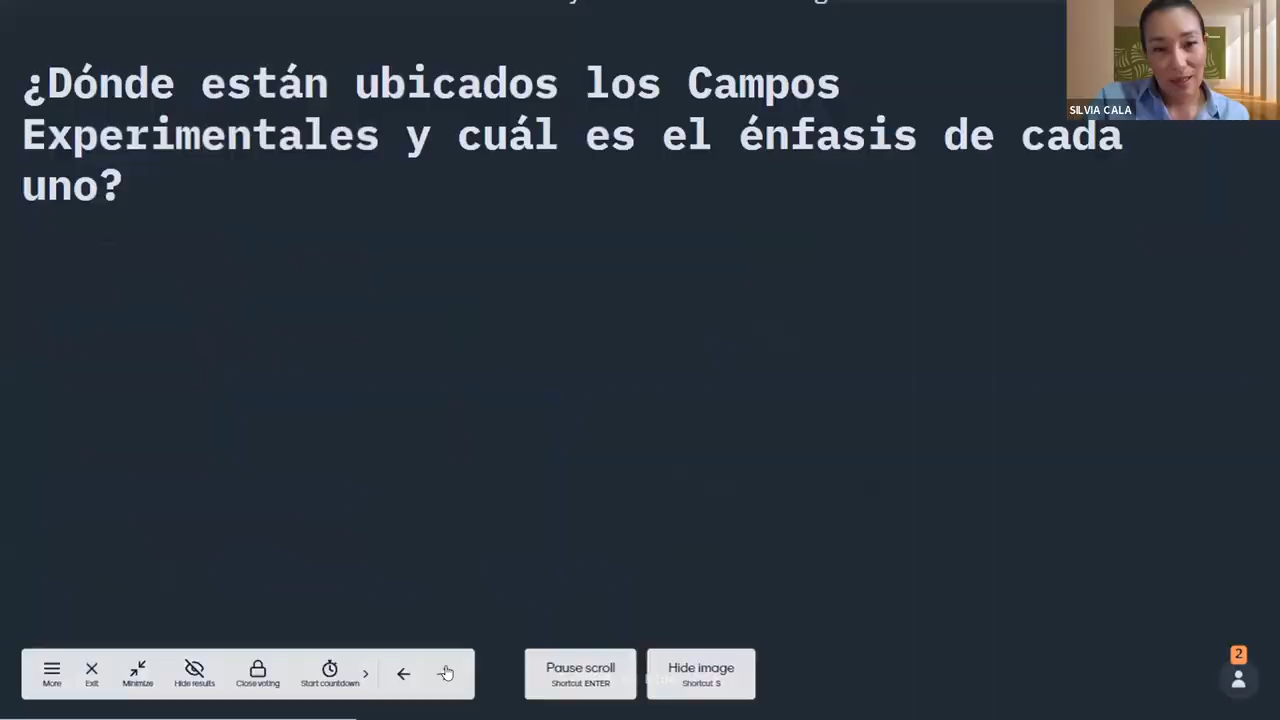 ¿Dónde están ubicados los Campos
Experimentales y cuál es el énfasis de cada
uno?
SILVIA CALA
More
Exit
Minimize
Hide results
Close voting
Start countdown
Pause scroll
Shortcut ENTER
Hide image
Shortcut S
2